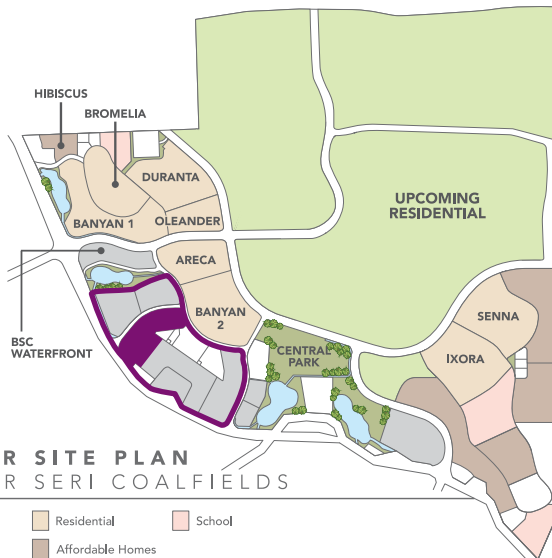 HIBISCUS
BROMELIA
DURANTA
UPCOMING
RESIDENTIAL
BANYAN 1
OLEANDER
ARECA
SENNA
BANYAN
2
BSC
WATERFRONT
CENTRAL
PARK
IXORA
R SITE PLAN
R SERI COALFIELDS
Residential
School
Affordable Homes